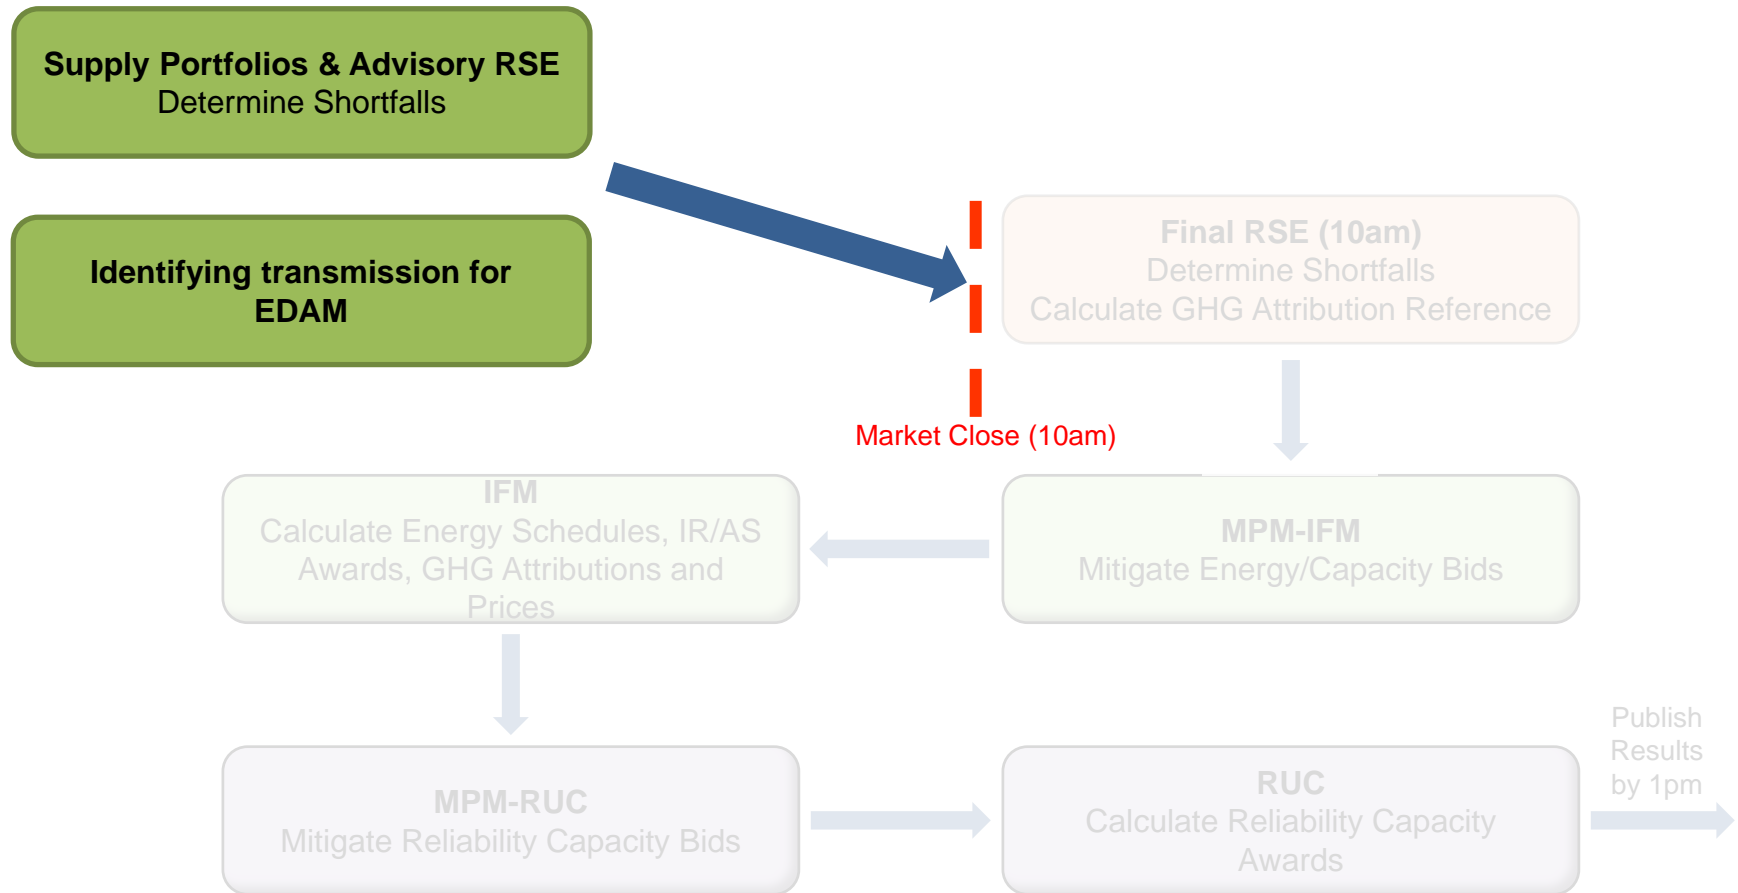 Supply Portfolios & Advisory RSE
Determine Shortfalls
Identifying transmission for
EDAM
Final RSE (10am)
Determine Shortfalls
Calculate GHG Attribution Reference
Market Close (10am)
IFM
Calculate Energy Schedules, IR/AS
Awards, GHG Attributions and
Prices
MPM-IFM
Mitigate Energy/Capacity Bids
MPM-RUC
Mitigate Reliability Capacity Bids
RUC
Calculate Reliability Capacity
Awards
Publish
Results
by 1pm